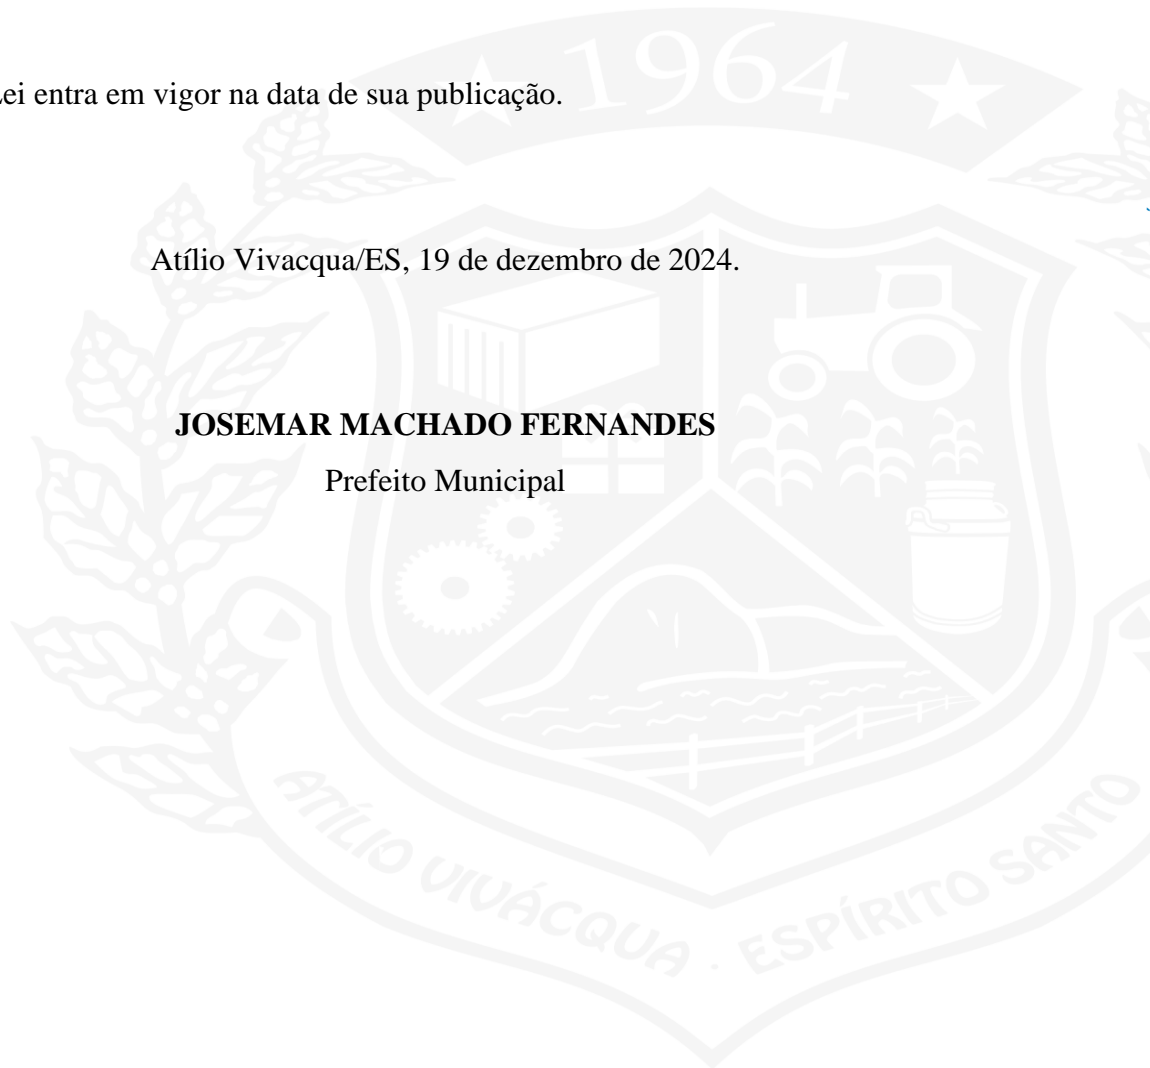 1964
ei entra em vigor na data de sua publicação.
Atílio Vivacqua/ES, 19 de dezembro de 2024.
JOSEMAR MACHADO FERNANDES
Prefeito Municipal
ATÍLIO VIVÁCQUA . ESPÍRITO SANTO